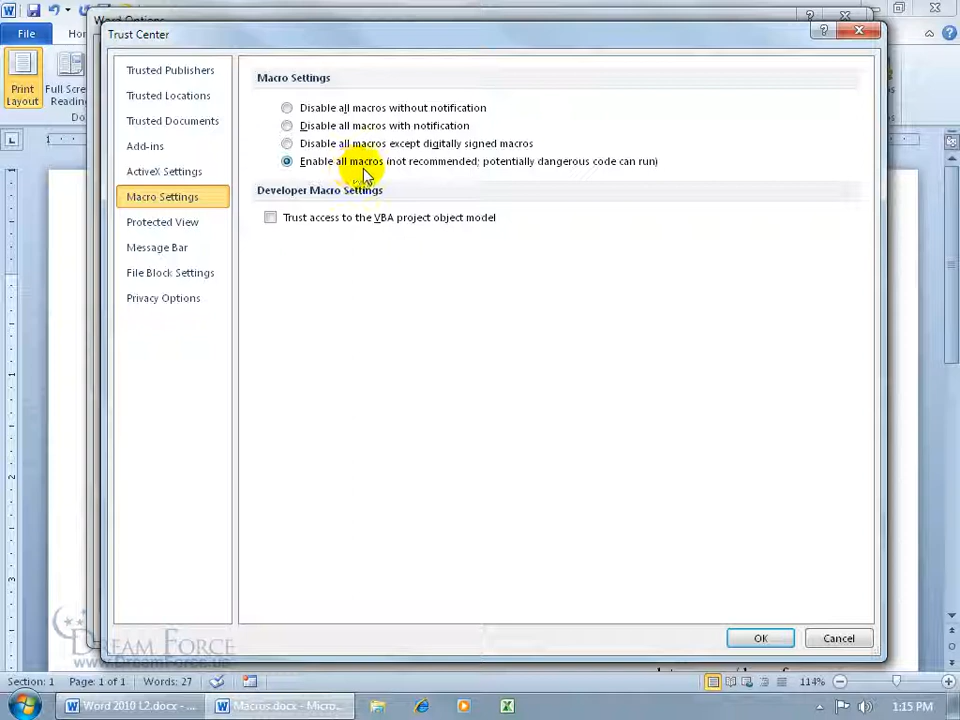 Word Options
Trust Center
File
Print
Layout
Full Screen
Reading
Trusted Publishers
Trusted Locations
Trusted Documents
Add-ins
ActiveX Settings
Macro Settings
Protected View
Message Bar
File Block Settings
Privacy Options
Macro Settings
Disable all macros without notification
Disable all macros with notification
Disable all macros except digitally signed macros
Enable all macros (not recommended; potentially dangerous code can run)
Developer Macro Settings
Trust access to the VBA project object model
OK
Cancel
DREAM FORCE
www.DreamForce.us
Section: 1
Page: 1 of 1
Words: 27
114%
Word 2010 L2.docx - ...
Macros.docx - Micro...
1:15 PM